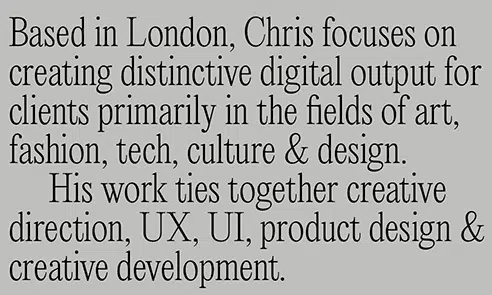 Based in London, Chris focuses on
creating distinctive digital output for
clients primarily in the fields of art,
fashion, tech, culture & design.
His work ties together creative
direction, UX, UI, product design &
creative development.